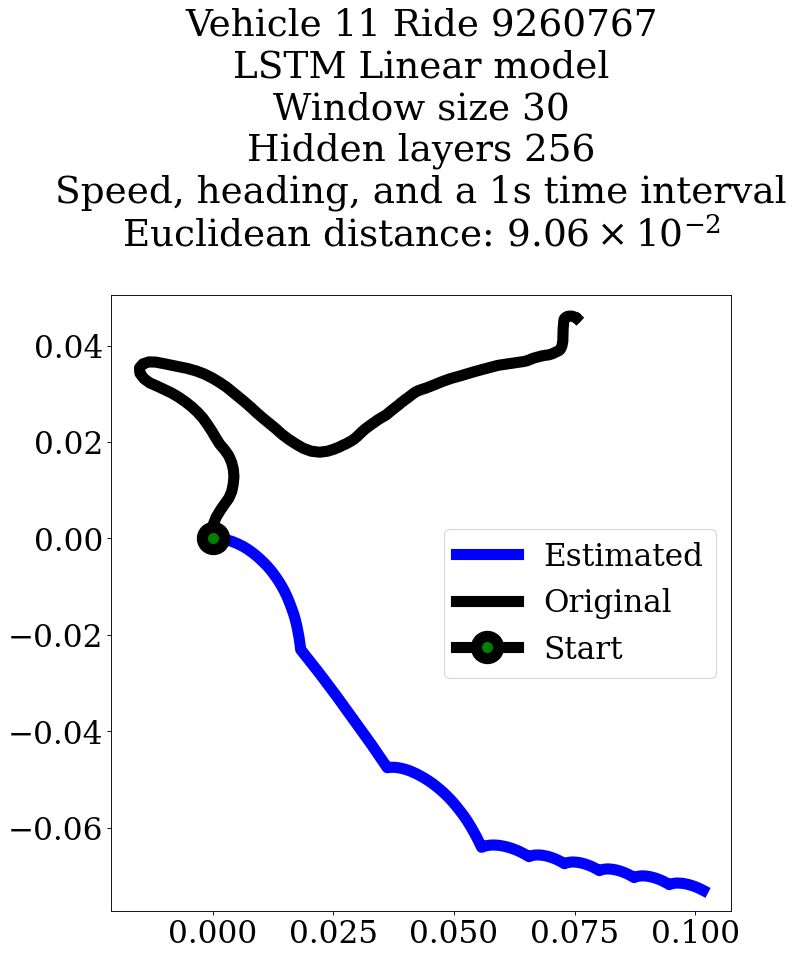 Vehicle 11 Ride 9260767
LSTM Linear model
Window size 30
Hidden layers 256
Speed, heading, and a 1s time interval
Euclidean distance: 9.06 × 10⁻²
0.04
0.02
0.00
−0.02
−0.04
−0.06
Estimated
Original
Start
0.000 0.025 0.050 0.075 0.100